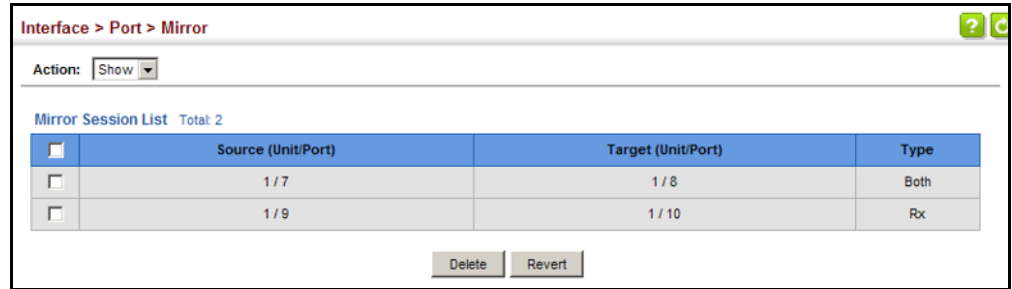 Interface > Port > Mirror
?
Action: Show
Mirror Session List Total: 2
Source (Unit/Port) Target (Unit/Port) Type
1 / 7 1 / 8 Both
1 / 9 1 / 10 Rx
Delete Revert